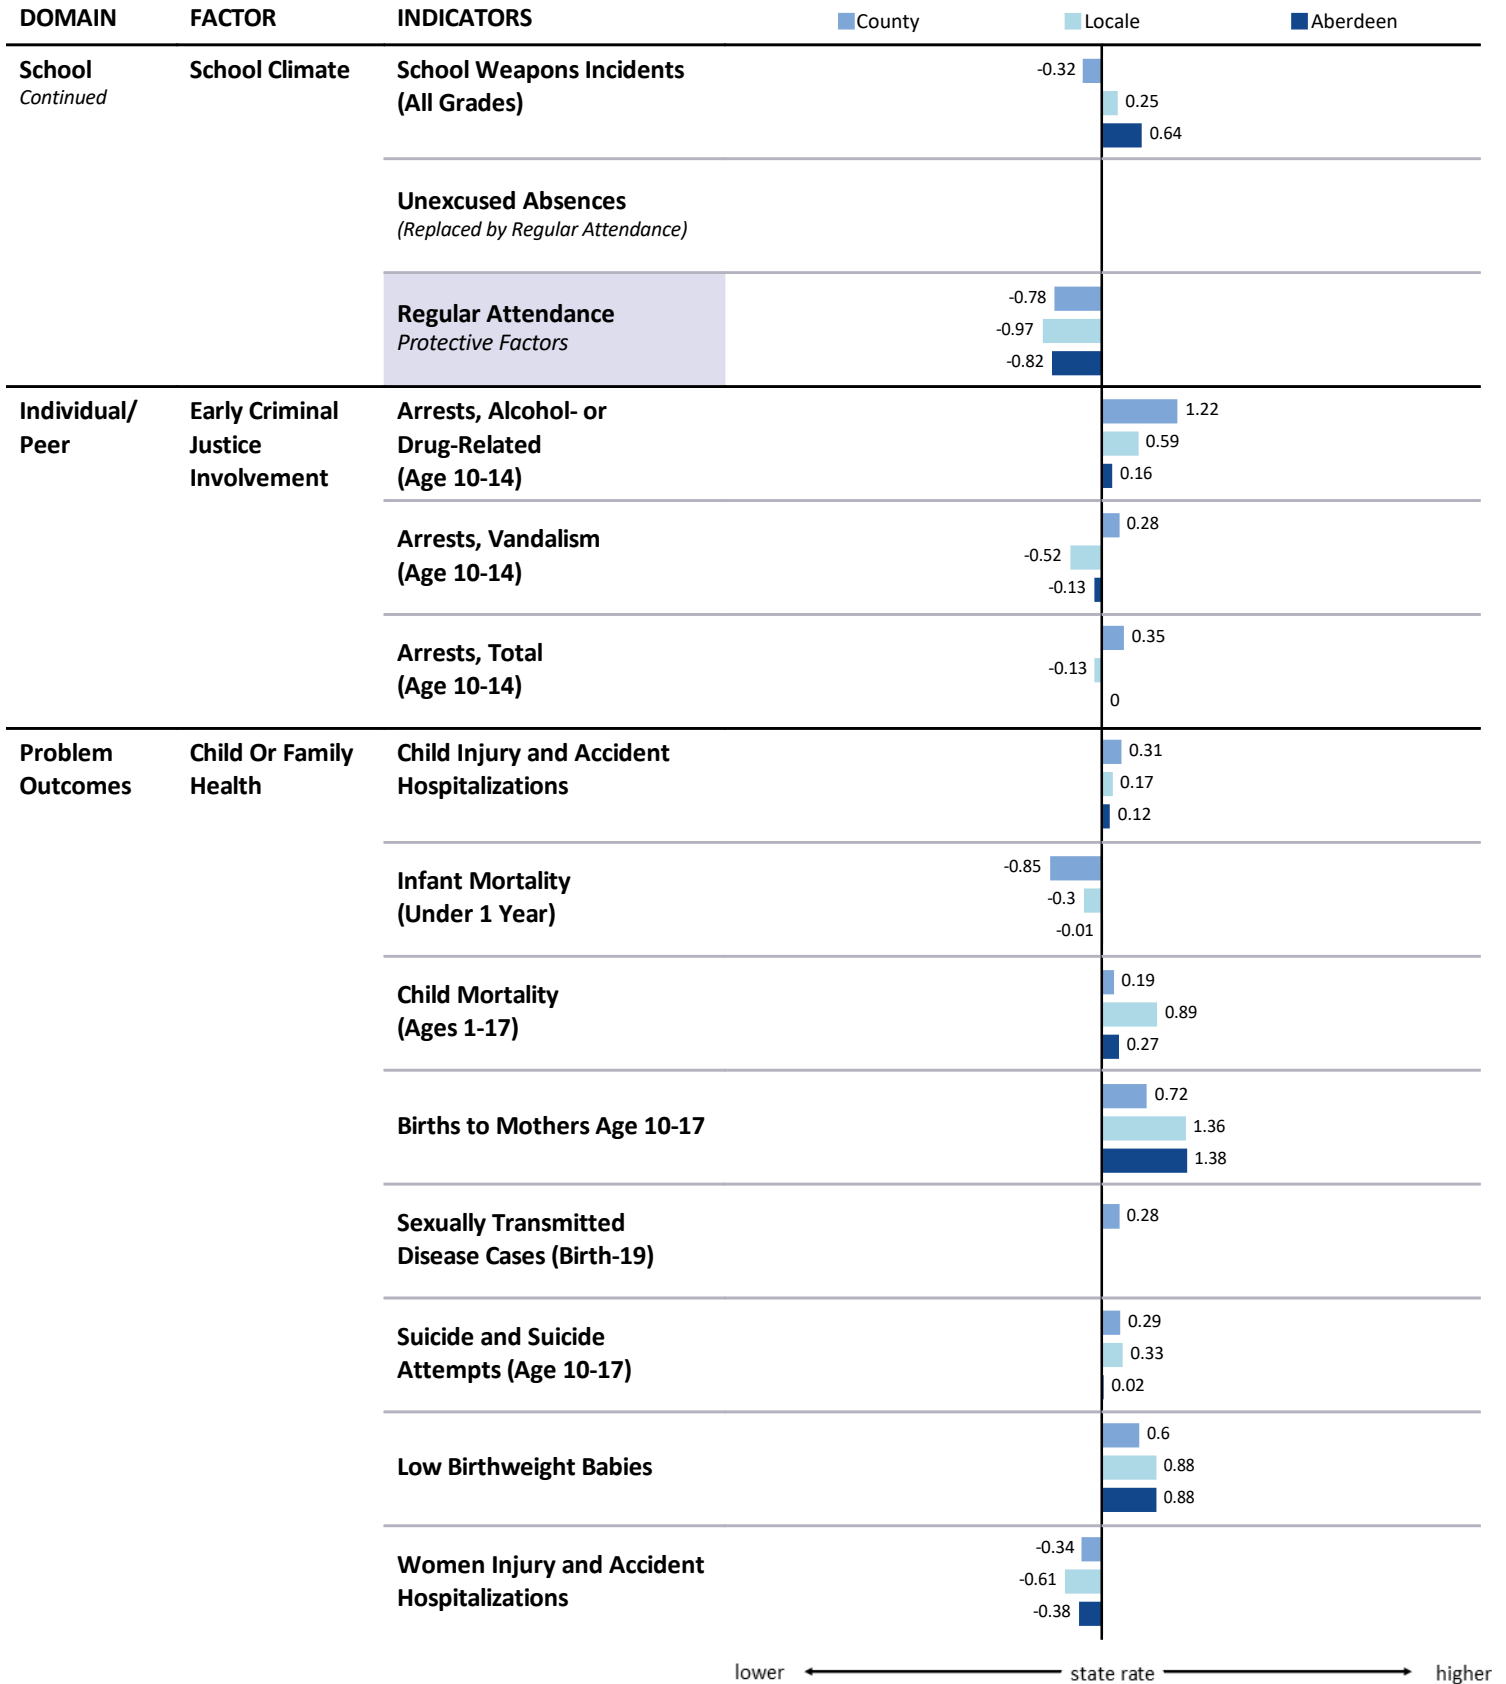 DOMAIN FACTOR INDICATORS County Locale Aberdeen
School School Climate School Weapons Incidents
Continued
(All Grades)
-0.32
0.25
0.64
Unexcused Absences
(Replaced by Regular Attendance)
Regular Attendance
Protective Factors
-0.78
-0.97
-0.82
Individual/
Peer
Early Criminal
Justice
Involvement
Arrests, Alcohol- or
Drug-Related
(Age 10-14)
1.22
0.59
0.16
Arrests, Vandalism
(Age 10-14)
0.28
-0.52
-0.13
Arrests, Total
(Age 10-14)
0.35
-0.13
0
Problem
Outcomes
Child Or Family
Health
Child Injury and Accident
Hospitalizations
0.31
0.17
0.12
Infant Mortality
(Under 1 Year)
-0.85
-0.3
-0.01
Child Mortality
(Ages 1-17)
0.19
0.89
0.27
Births to Mothers Age 10-17
0.72
1.36
1.38
Sexually Transmitted
Disease Cases (Birth-19)
0.28
Suicide and Suicide
Attempts (Age 10-17)
0.29
0.33
0.02
Low Birthweight Babies
0.6
0.88
0.88
Women Injury and Accident
Hospitalizations
-0.34
-0.61
-0.38
lower state rate higher